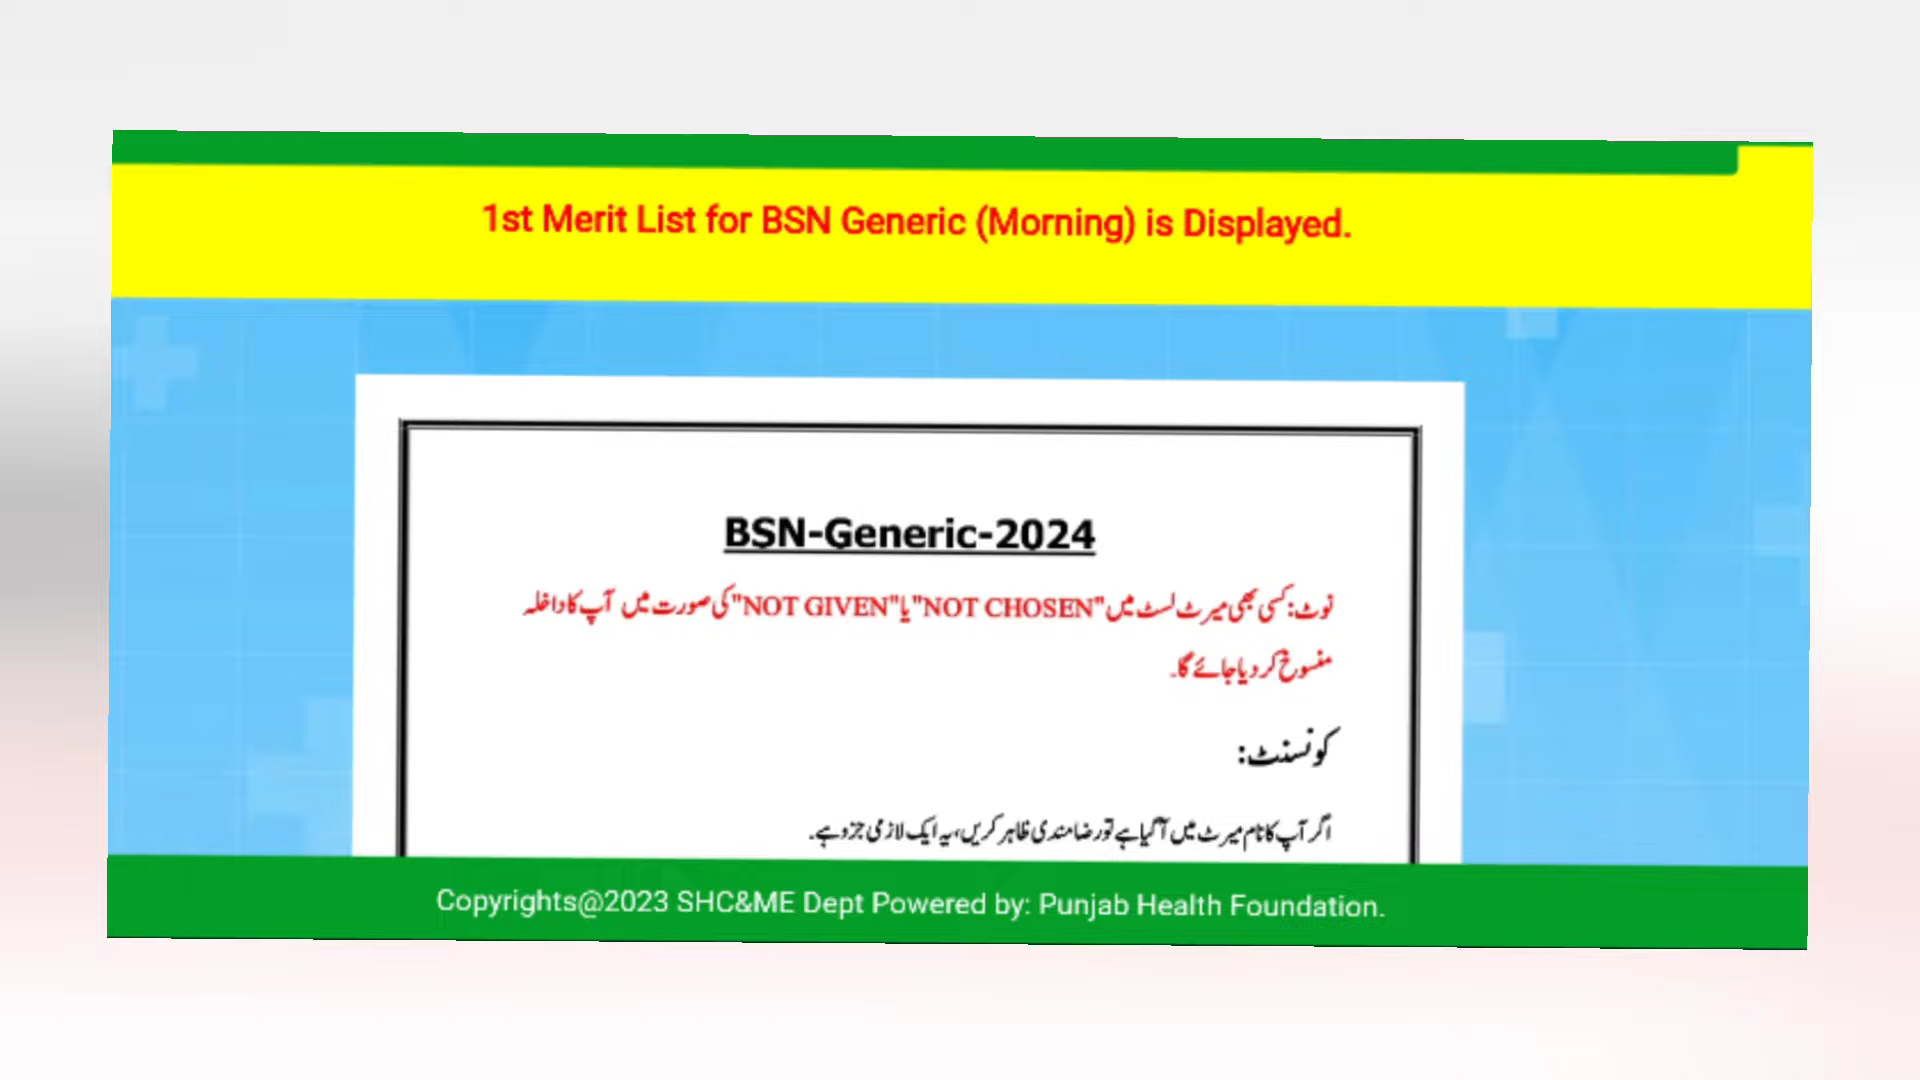 1st Merit List for BSN Generic (Morning) is Displayed.
BSN-Generic-2024
نوٹ: کسی بھی میرٹ لسٹ میں "NOT CHOSEN" یا "NOT GIVEN" کی صورت میں آپ کا داخلہ
منسوخ کر دیا جائے گا۔
کونسنٹ:
اگر آپ کا نام میرٹ میں آ گیا ہے تو رضامندی ظاہر کریں، یہ ایک لازمی جزو ہے۔
Copyrights@2023 SHC&ME Dept Powered by: Punjab Health Foundation.